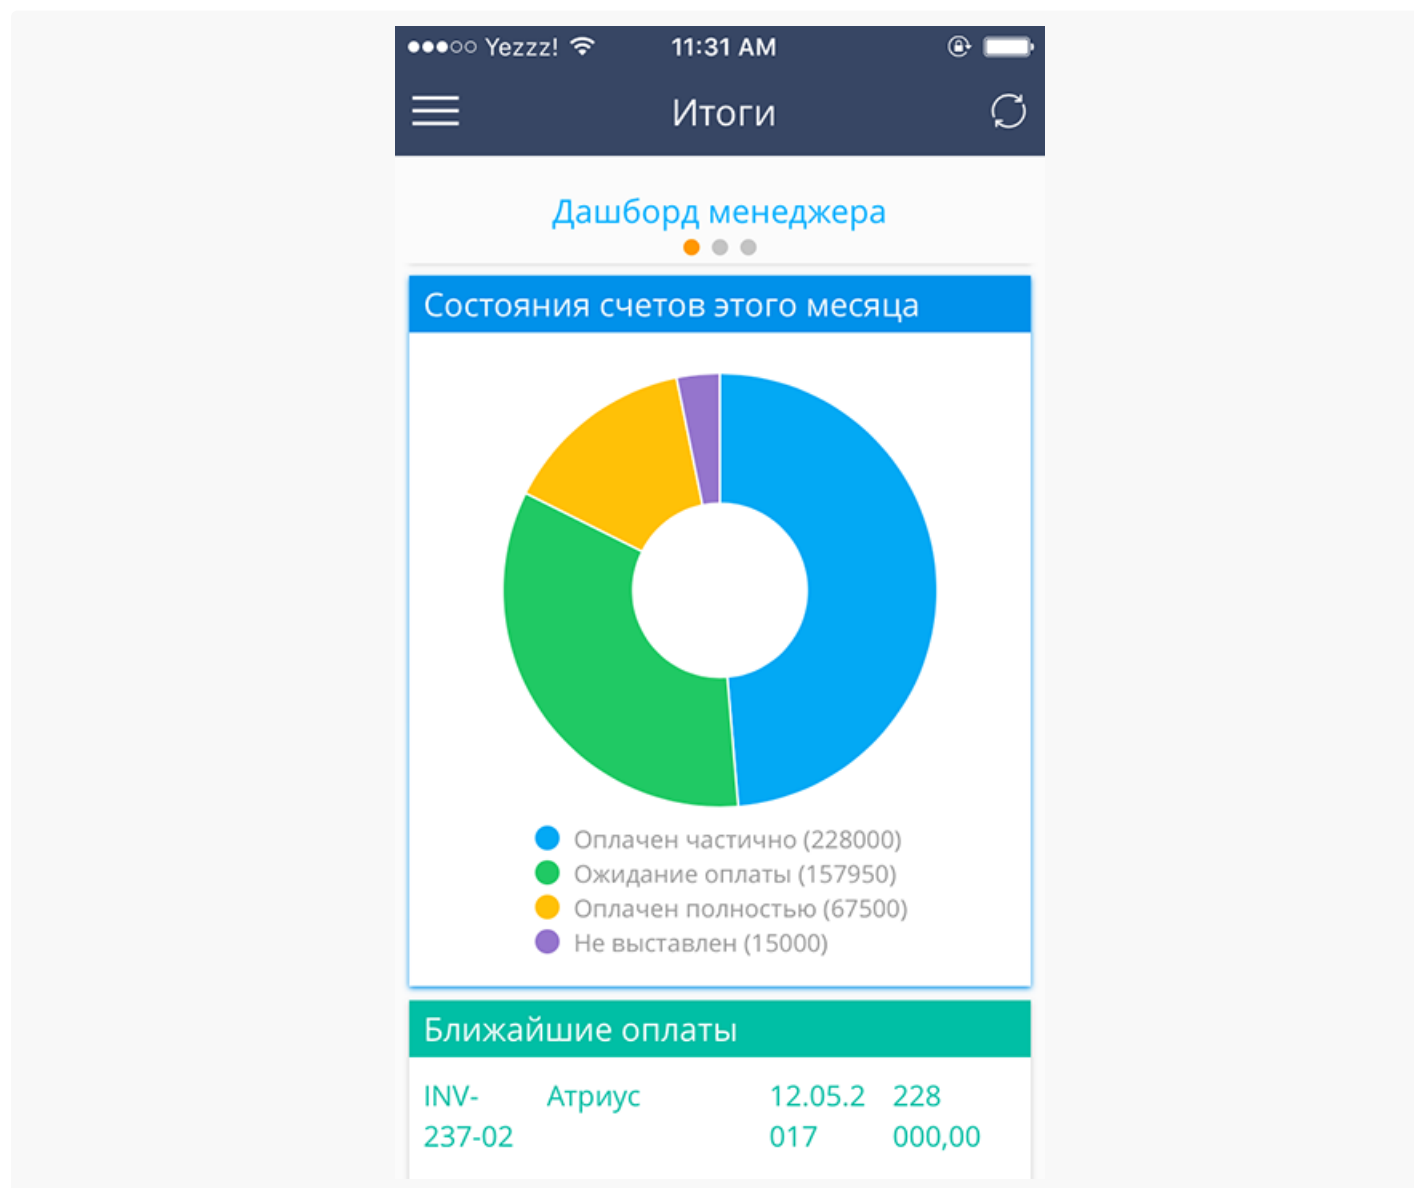 Yezzz! 11:31 AM
Итоги
Дашборд менеджера
Состояния счетов этого месяца
Оплачен частично (228000)
Ожидание оплаты (157950)
Оплачен полностью (67500)
Не выставлен (15000)
Ближайшие оплаты
INV- Атриус 12.05.2 228
237-02 017 000,00